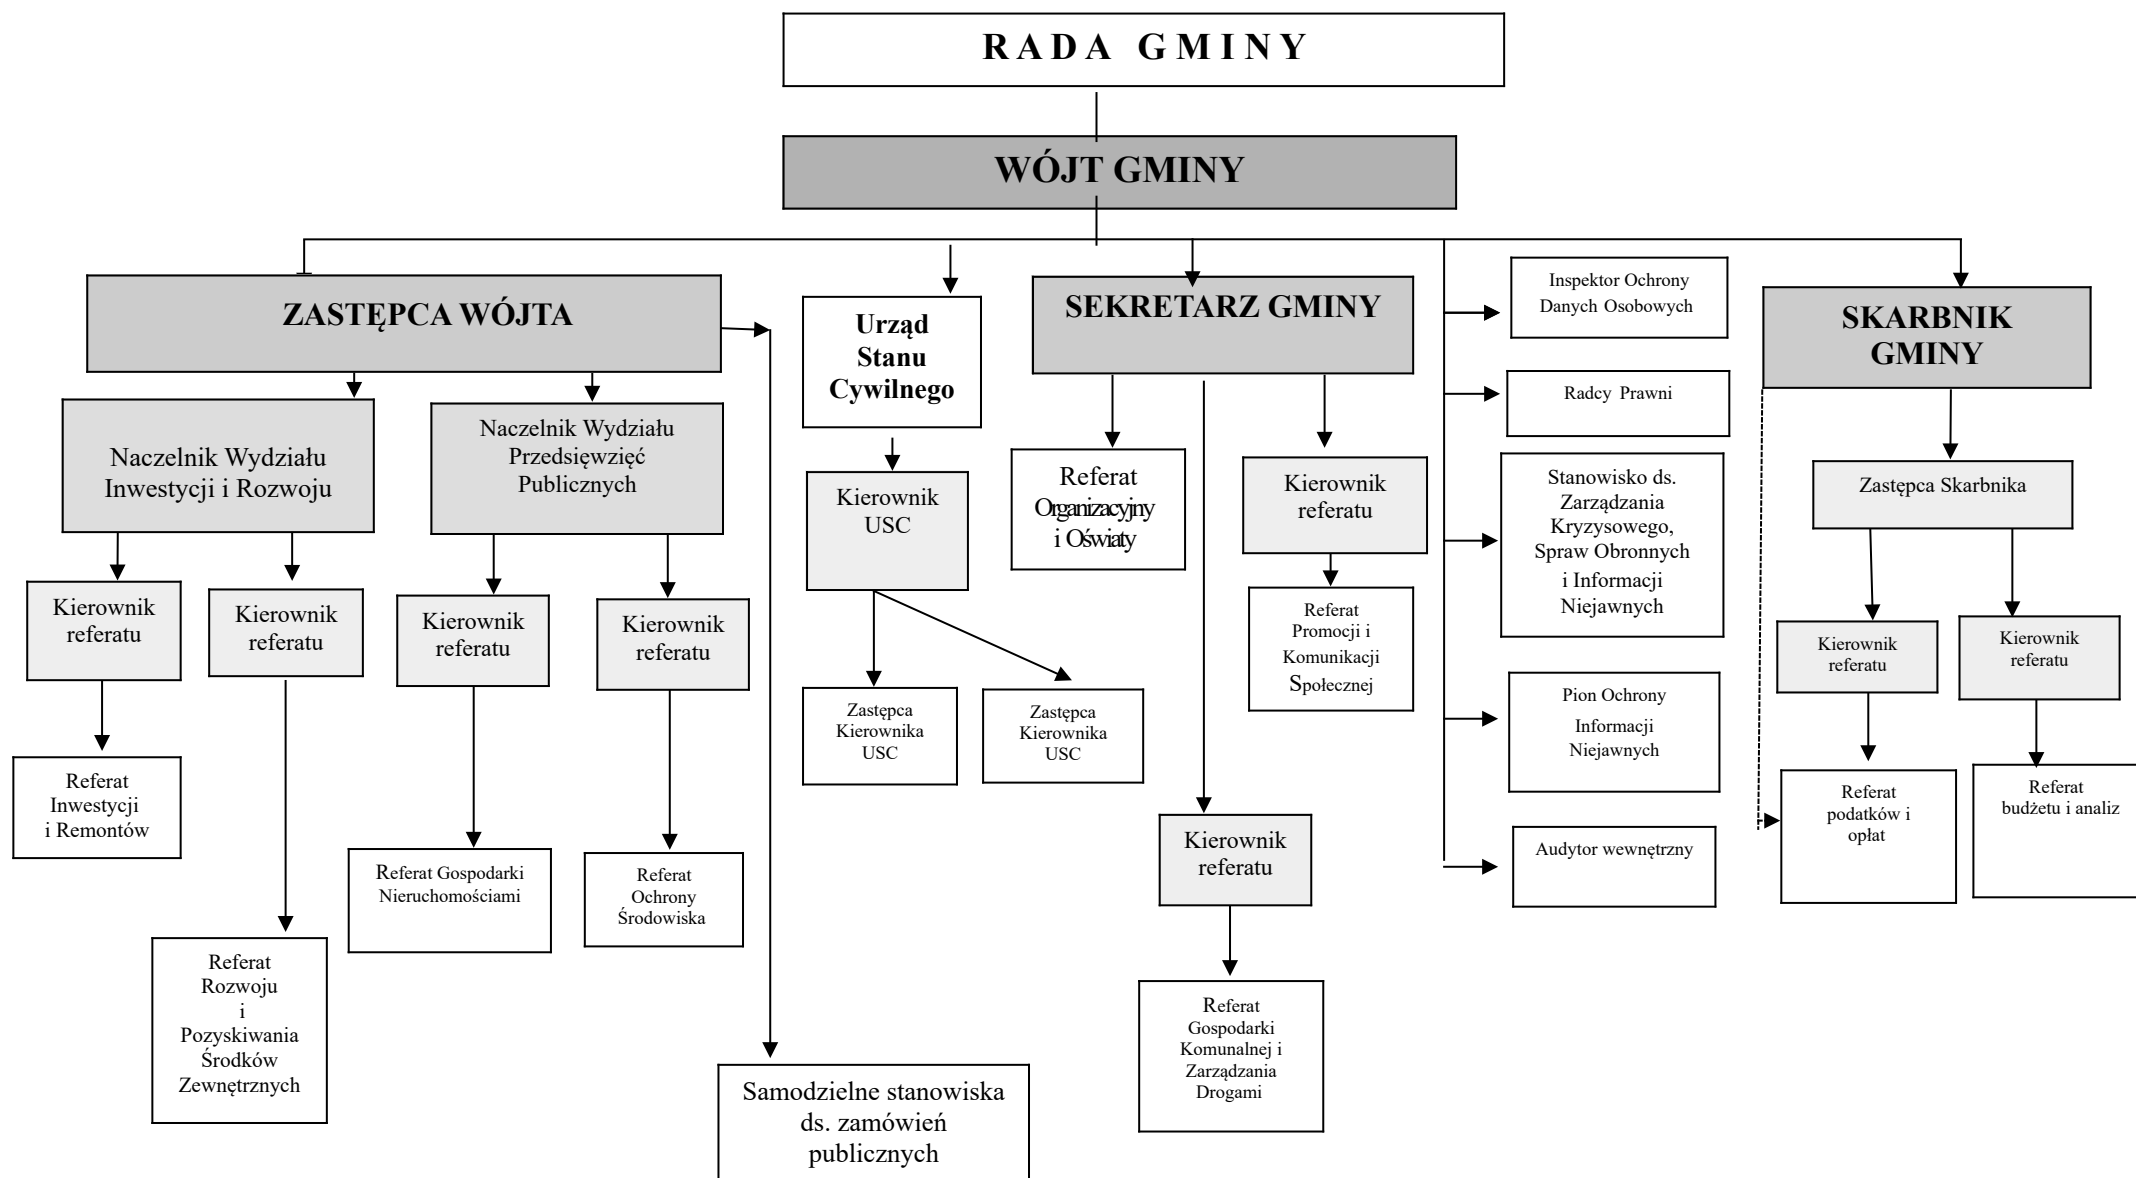 RADA GMINY
WÓJT GMINY
ZASTĘPCA WÓJTA
Urząd
Stanu
Cywilnego
SEKRETARZ GMINY
Inspektor Ochrony
Danych Osobowych
SKARBNIK
GMINY
Radcy Prawni
Naczelnik Wydziału
Inwestycji i Rozwoju
Naczelnik Wydziału
Przedsięwzięć
Publicznych
Kierownik
USC
Referat
Organizacyjny
i Oświaty
Kierownik
referatu
Stanowisko ds.
Zarządzania
Kryzysowego,
Spraw Obronnych
i Informacji
Niejawnych
Zastępca Skarbnika
Kierownik
referatu
Kierownik
referatu
Kierownik
referatu
Kierownik
referatu
Referat
Promocji i
Komunikacji
Społecznej
Kierownik
referatu
Kierownik
referatu
Zastępca
Kierownika
USC
Zastępca
Kierownika
USC
Pion Ochrony
Informacji
Niejawnych
Referat
Inwestycji
i Remontów
Referat
podatków i
opłat
Referat
budżetu i analiz
Kierownik
referatu
Audytor wewnętrzny
Referat Gospodarki
Nieruchomościami
Referat
Ochrony
Środowiska
Referat
Rozwoju
i
Pozyskiwania
Środków
Zewnętrznych
Referat
Gospodarki
Komunalnej i
Zarządzania
Drogami
Samodzielne stanowiska
ds. zamówień
publicznych